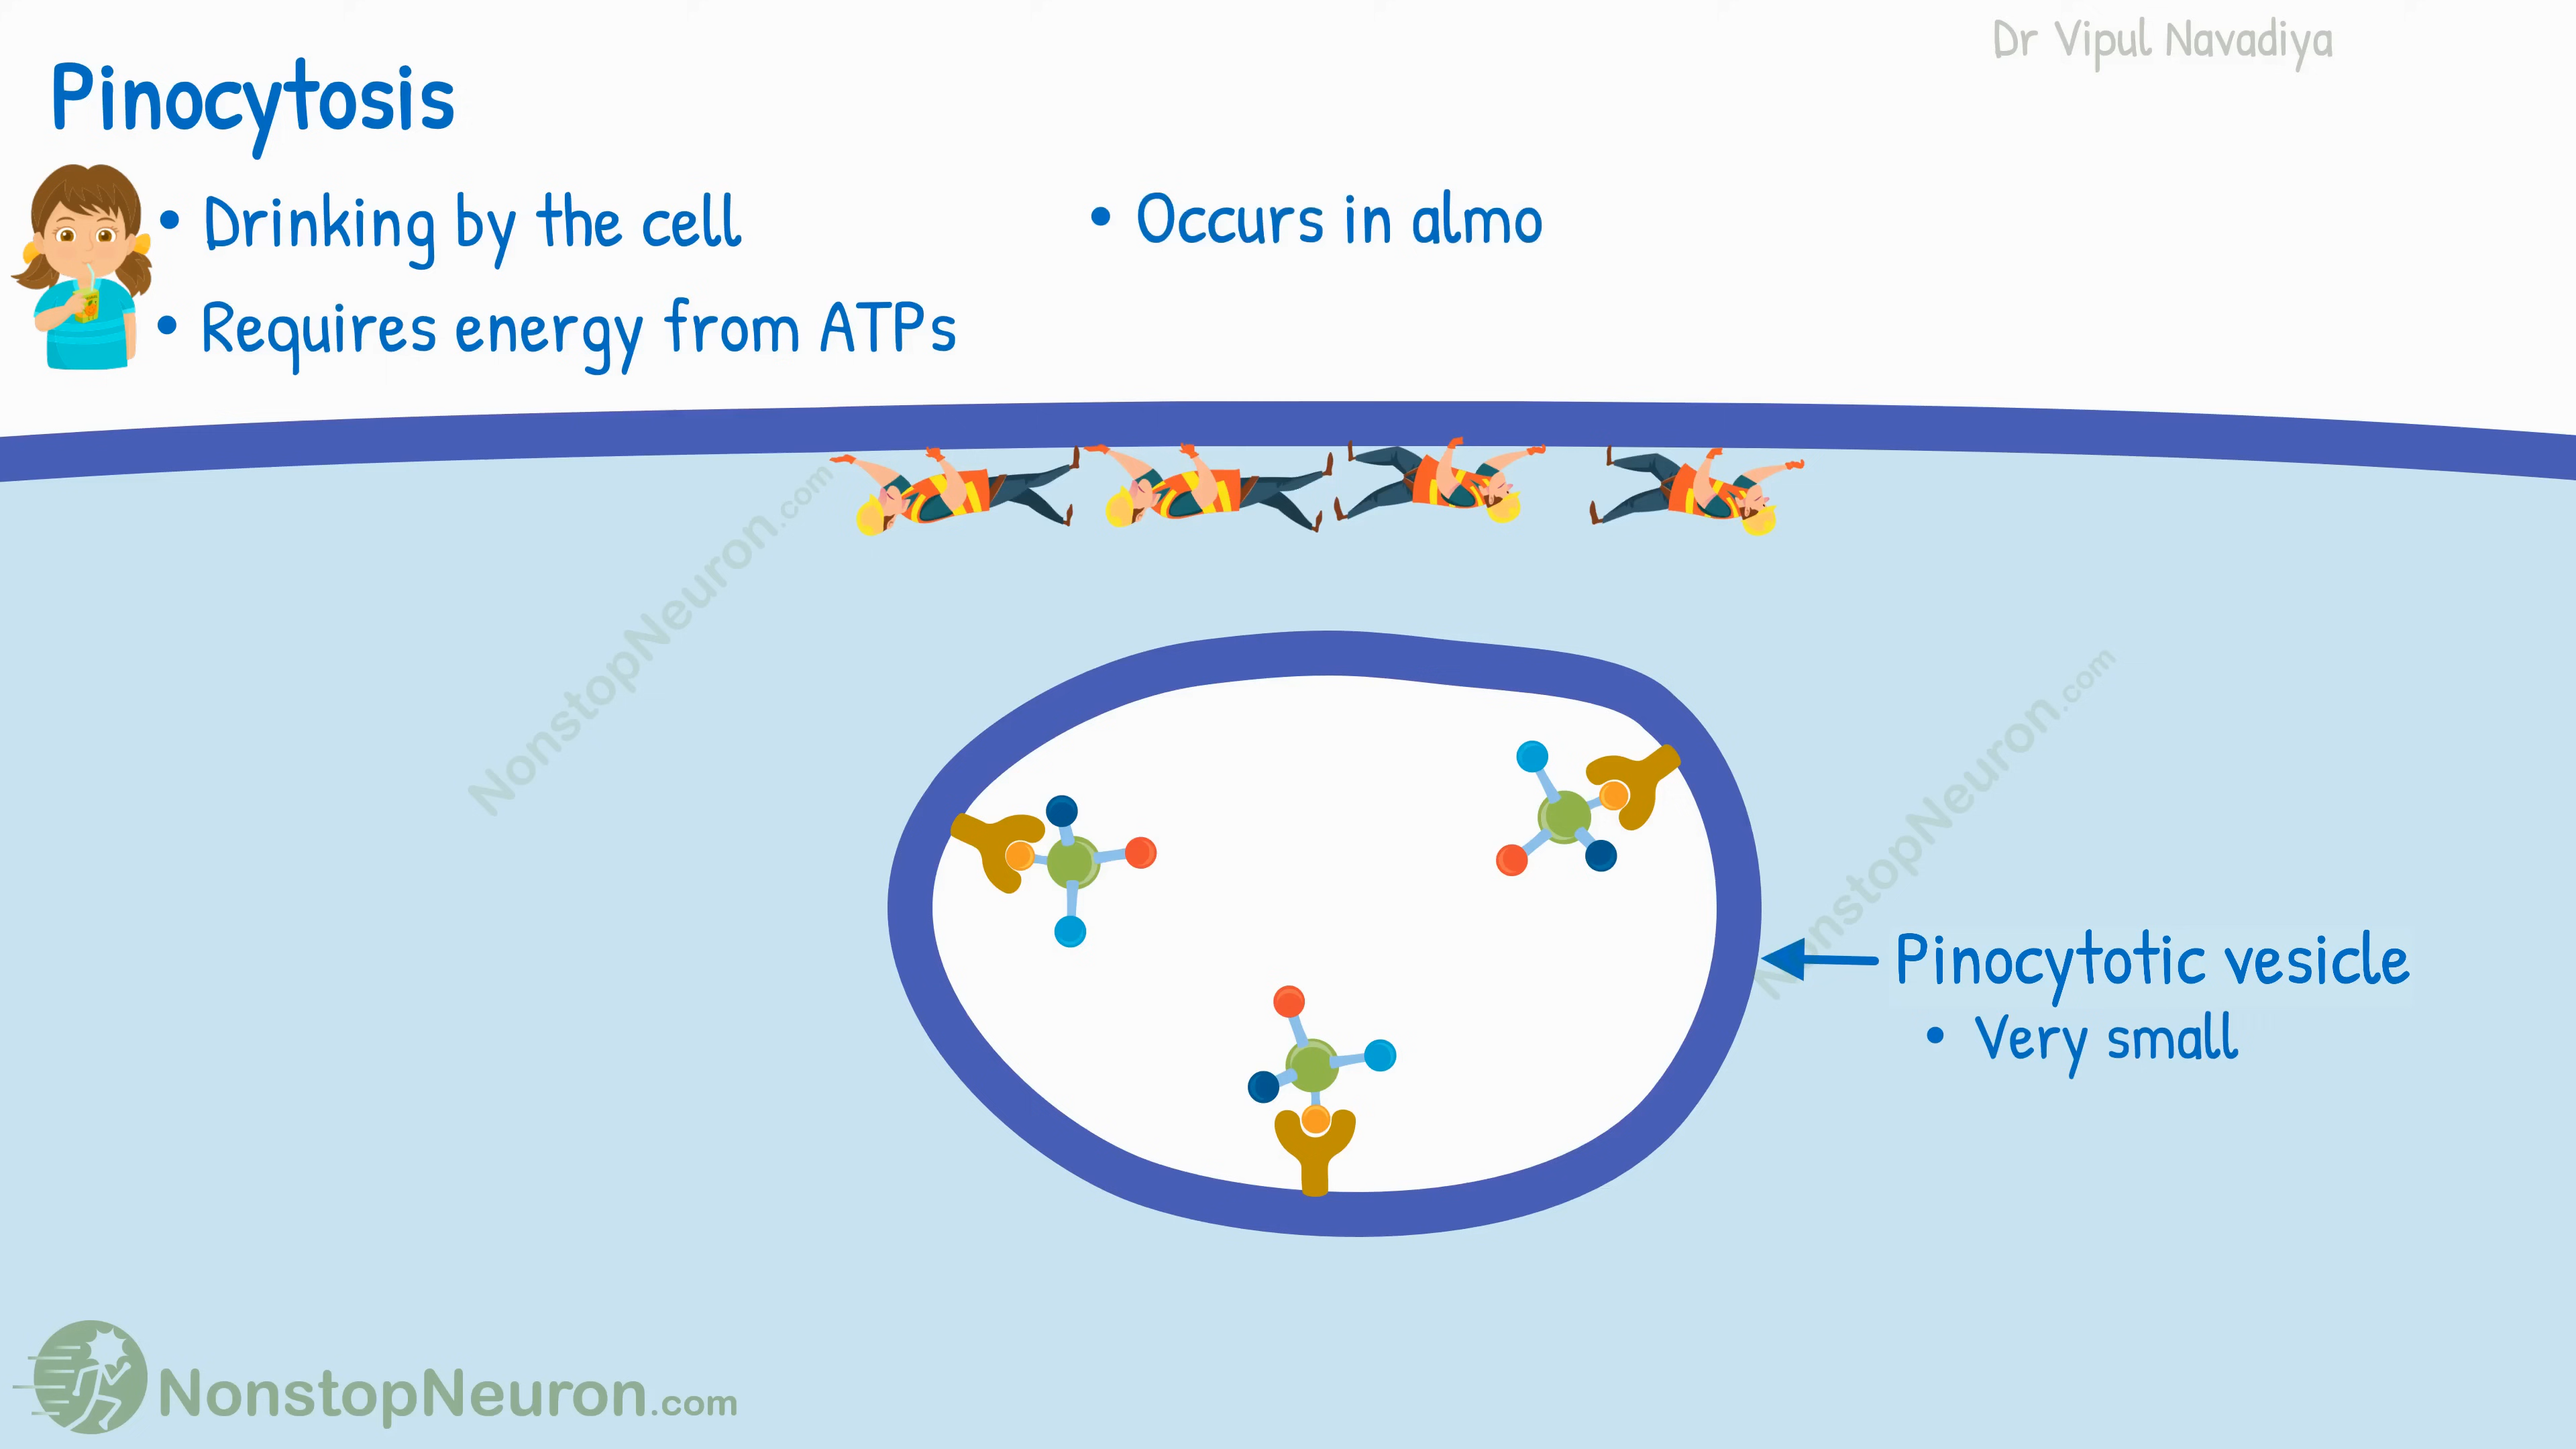 Dr Vipul Navadiya
Pinocytosis
• Drinking by the cell
• Requires energy from ATPs
• Occurs in almo
NonstopNeuron.com
NonstopNeuron.com
Pinocytotic vesicle
• Very small
NonstopNeuron.com